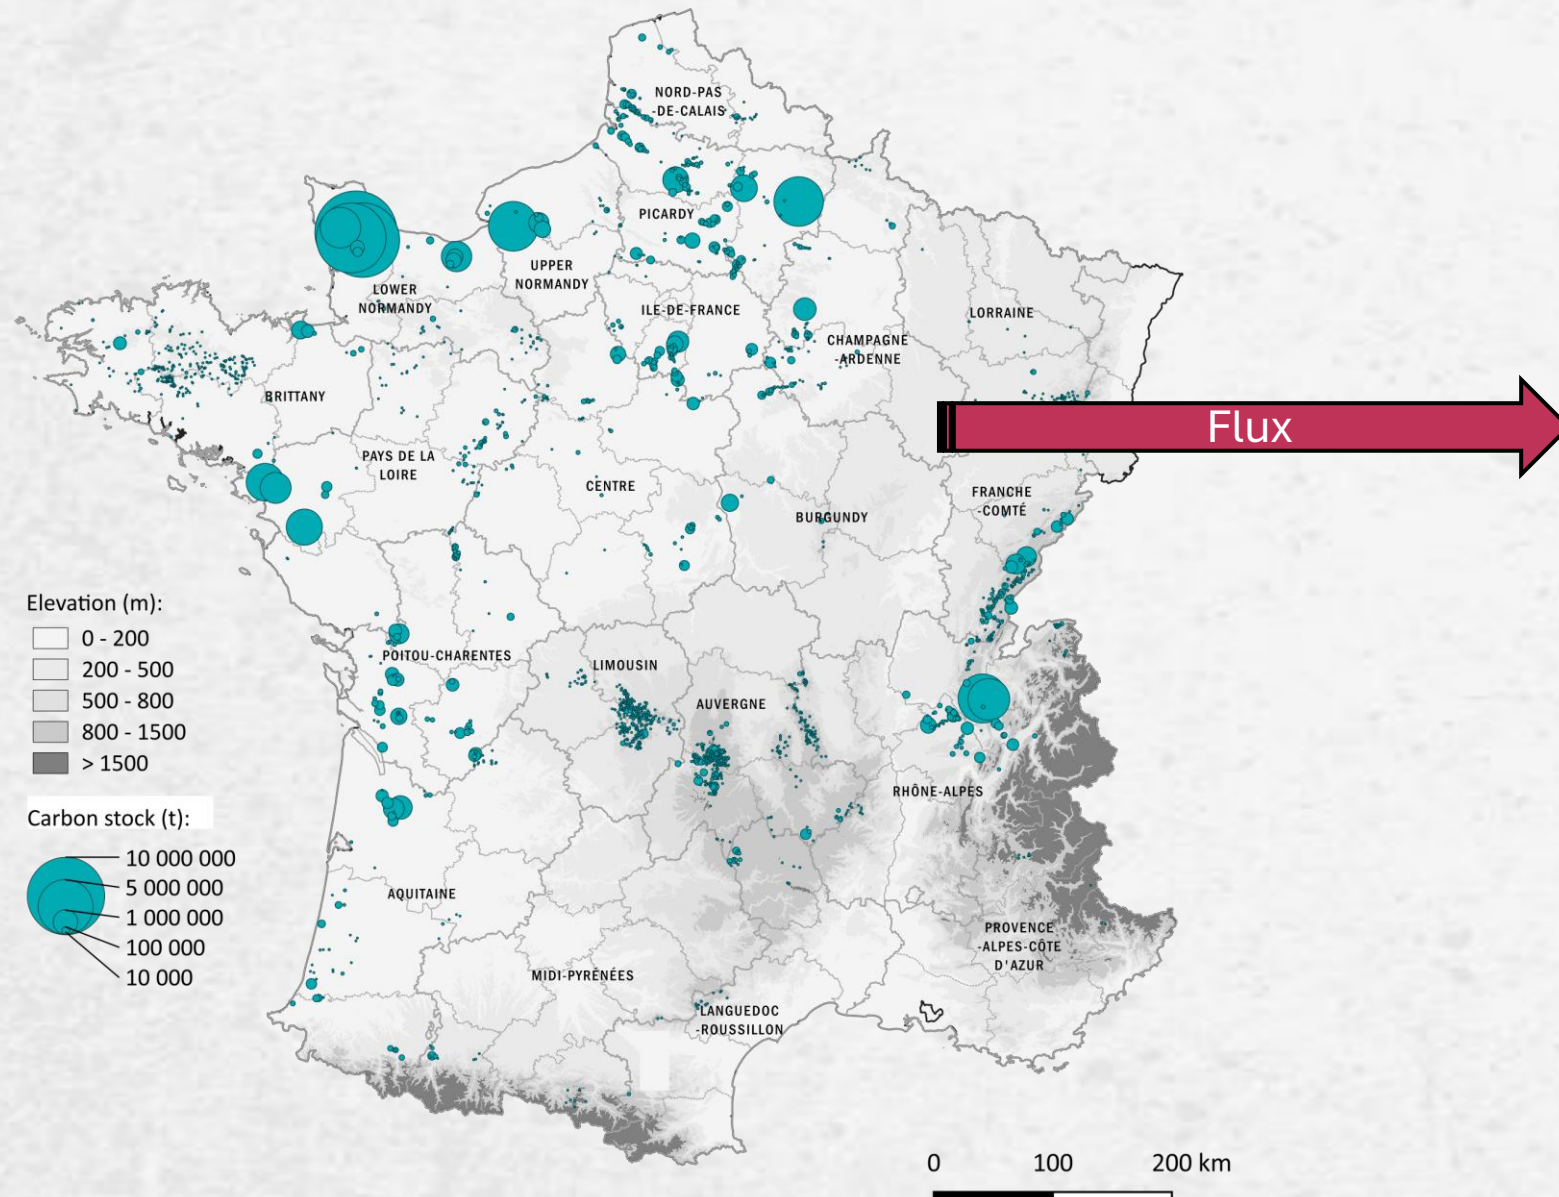 NORD-PAS
-DE-CALAIS
PICARDY
UPPER
NORMANDY
LOWER
NORMANDY
ILE-DE-FRANCE
CHAMPAGNE
-ARDENNE
LORRAINE
BRITTANY
Flux
PAYS DE LA
LOIRE
CENTRE
BURGUNDY
FRANCHE
-COMTÉ
Elevation (m):
0 - 200
200 - 500
500 - 800
800 - 1500
> 1500
POITOU-CHARENTES
LIMOUSIN
AUVERGNE
RHÔNE-ALPES
Carbon stock (t):
10 000 000
5 000 000
1 000 000
100 000
10 000
AQUITAINE
MIDI-PYRÉNÉES
LANGUEDOC
-ROUSSILLON
PROVENCE
-ALPES-CÔTE
D'AZUR
0 100 200 km